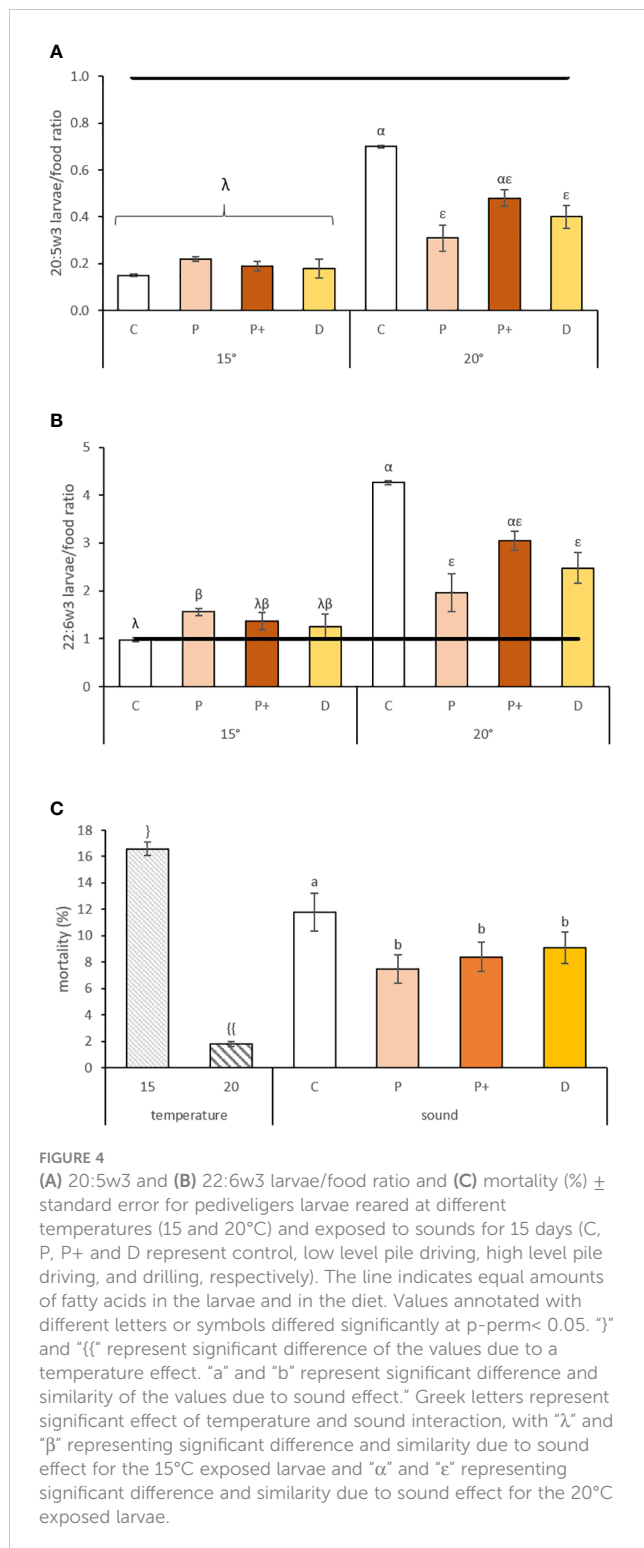 A
20:5w3 larvae/food ratio
1.0
0.8
0.6
0.4
0.2
0.0
λ
α
ε
αε
ε
C P P+ D C P P+ D
15° 20°
B
22:6w3 larvae/food ratio
5
4
3
2
1
0
λ
β
λβ
λβ
α
ε
αε
ε
C P P+ D C P P+ D
15° 20°
C
mortality (%)
18
16
14
12
10
8
6
4
2
0
}
{{
a
b
b
b
15 20 C P P+ D
temperature sound
FIGURE 4
(A) 20:5w3 and (B) 22:6w3 larvae/food ratio and (C) mortality (%) ±
standard error for pediveligers larvae reared at different
temperatures (15 and 20°C) and exposed to sounds for 15 days (C,
P, P+ and D represent control, low level pile driving, high level pile
driving, and drilling, respectively). The line indicates equal amounts
of fatty acids in the larvae and in the diet. Values annotated with
different letters or symbols differed significantly at p-perm< 0.05. “}”
and “{{“ represent significant difference of the values due to a
temperature effect. “a” and “b” represent significant difference and
similarity of the values due to sound effect.” Greek letters represent
significant effect of temperature and sound interaction, with “λ” and
“β” representing significant difference and similarity due to sound
effect for the 15°C exposed larvae and “α” and “ε” representing
significant difference and similarity due to sound effect for the 20°C
exposed larvae.